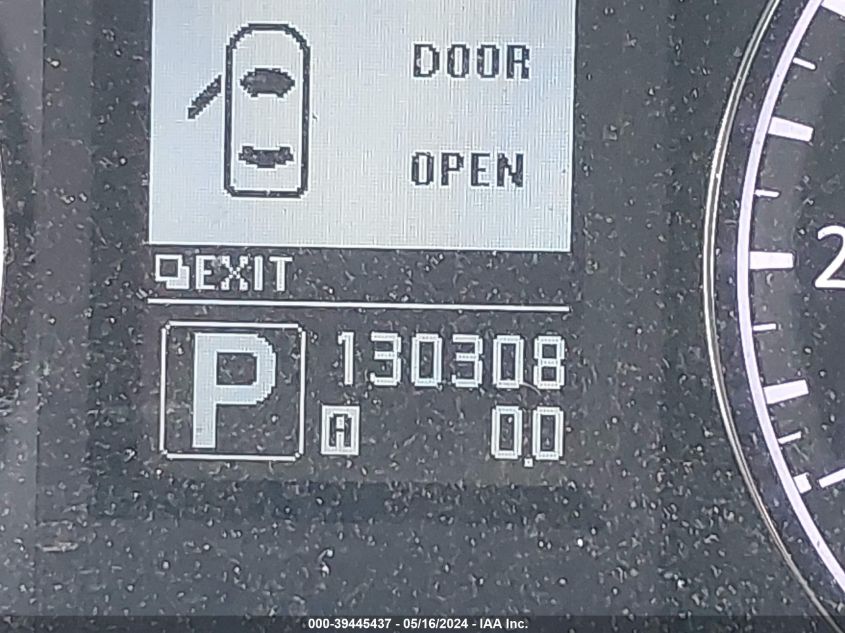 DOOR
OPEN
EXIT
P
130308
A 0.0
2
000-39445437 - 05/16/2024 - IAA Inc.